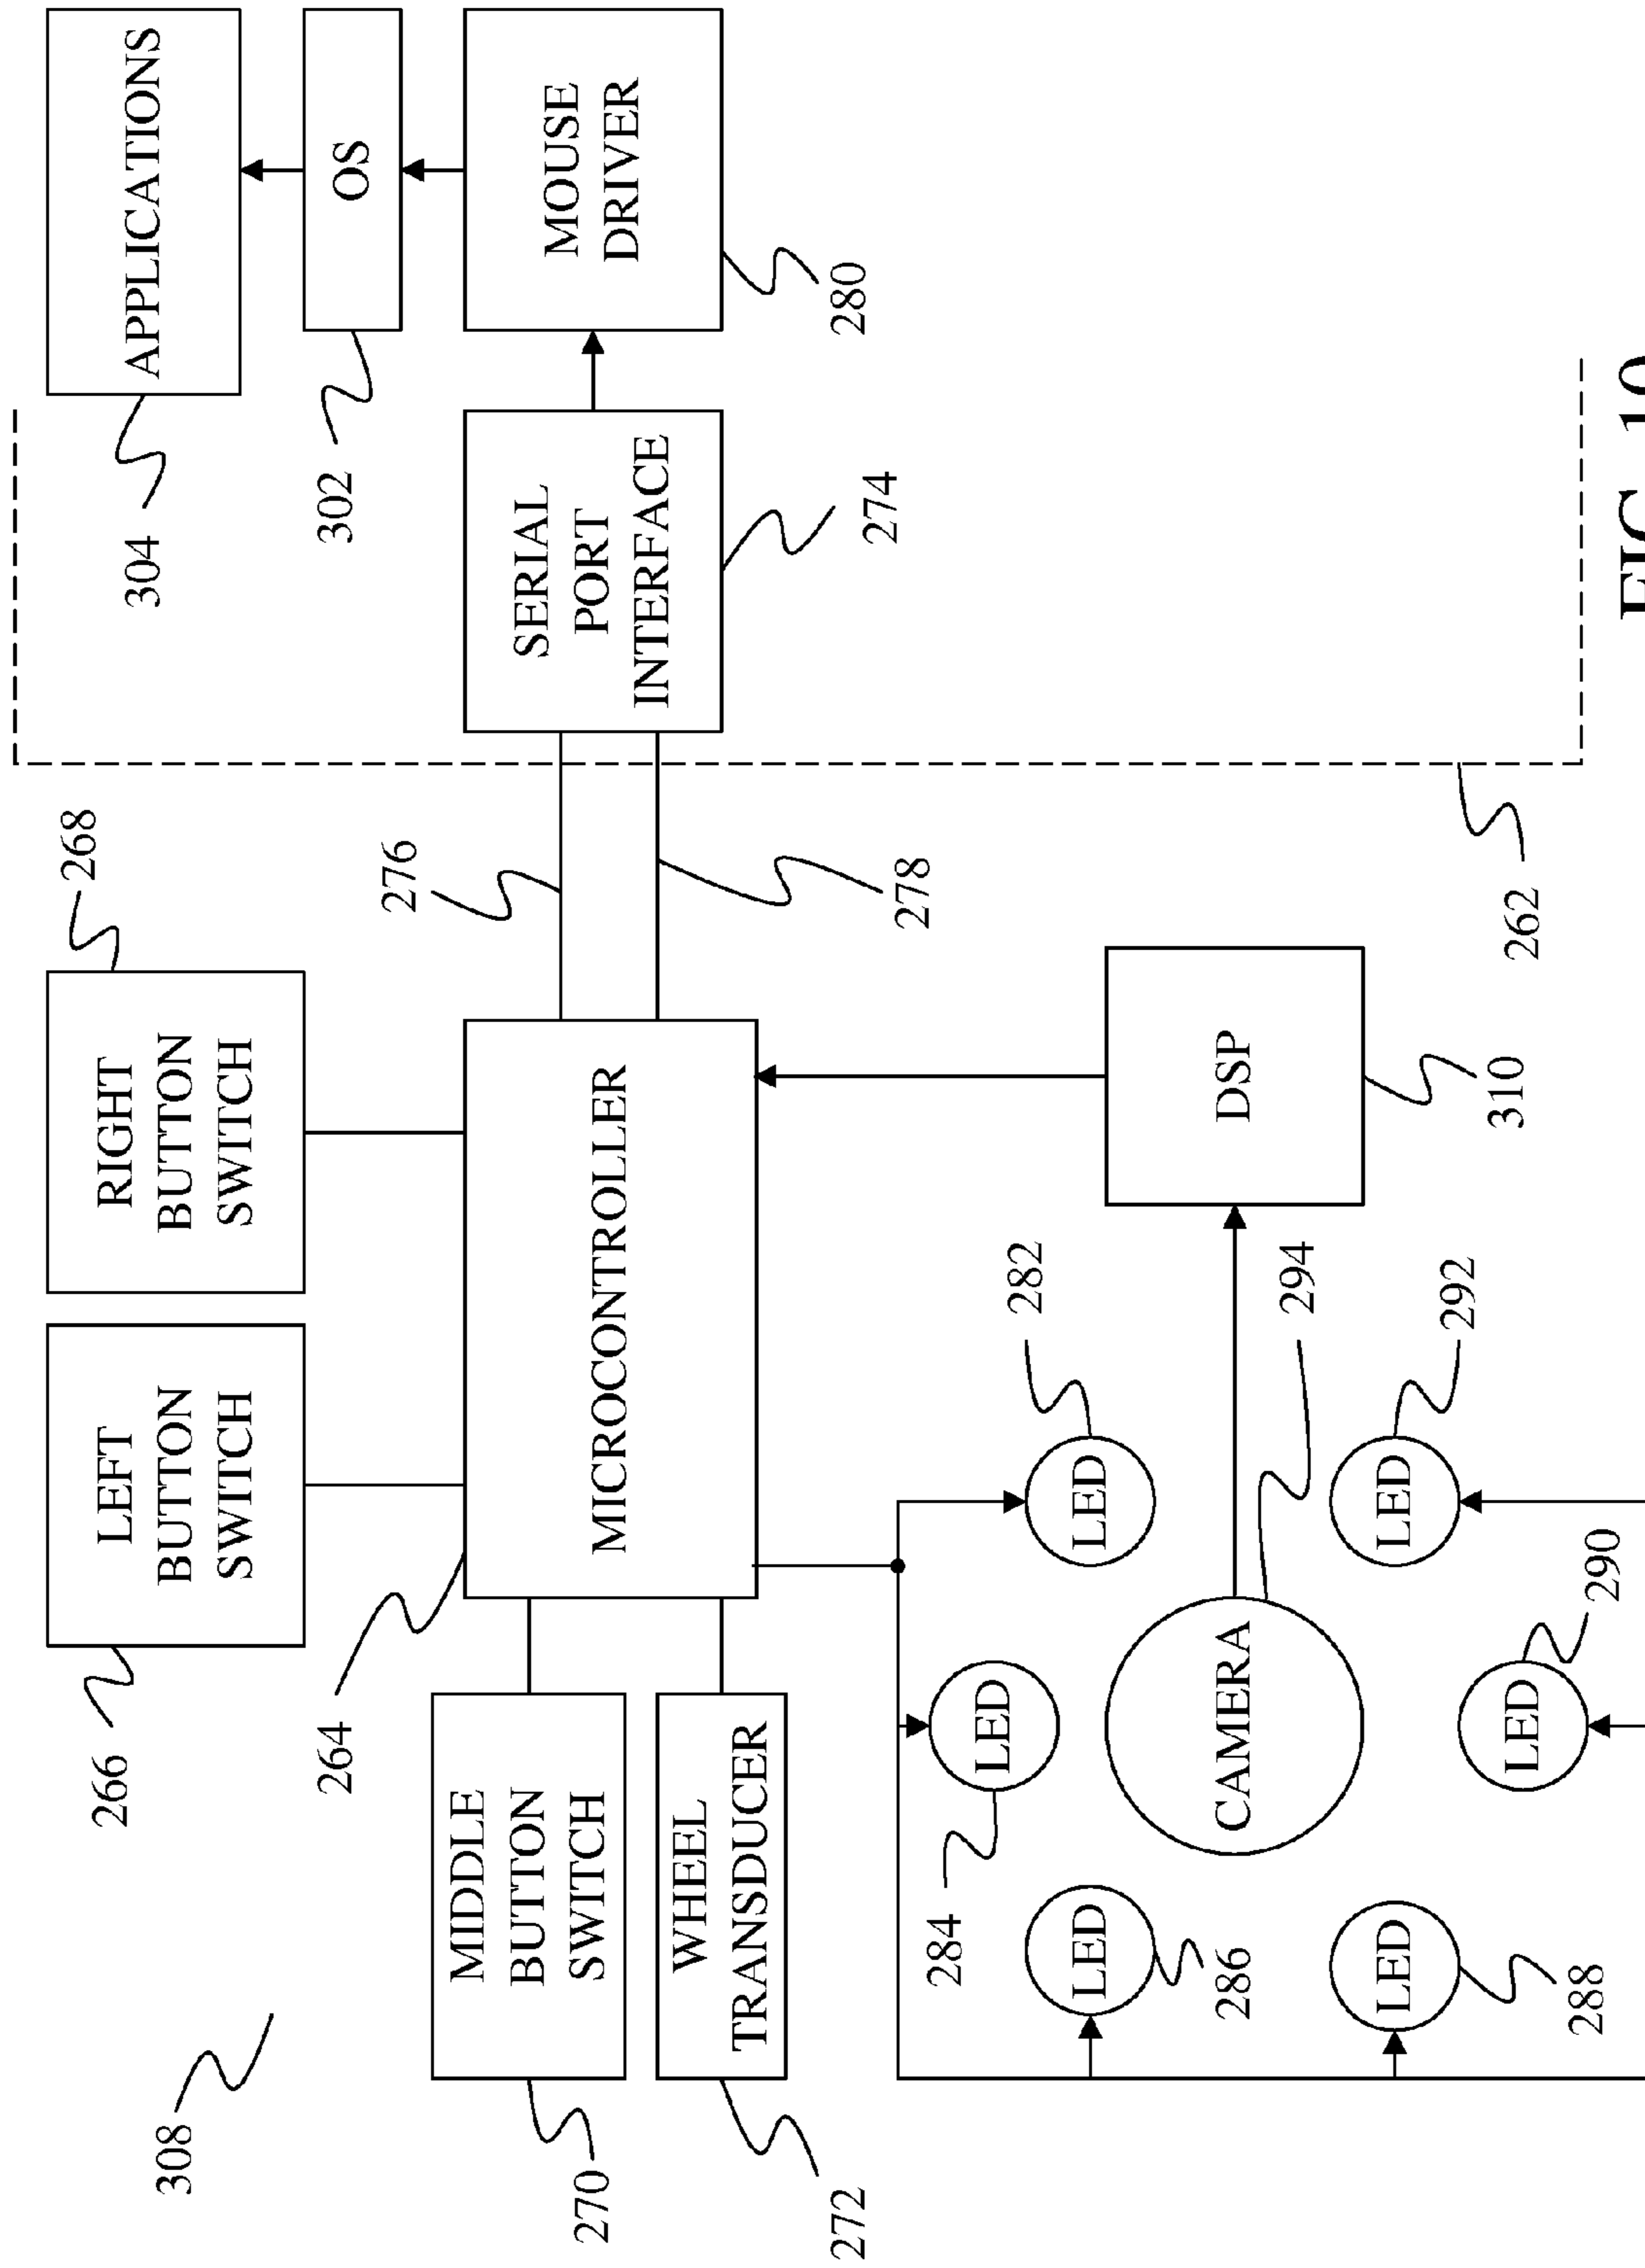 308
266
LEFT
BUTTON
SWITCH
RIGHT
BUTTON
SWITCH
268
304
APPLICATIONS
264
276
302
OS
270
MIDDLE
BUTTON
SWITCH
272
WHEEL
TRANSDUCER
MICROCONTROLLER
278
SERIAL
PORT
INTERFACE
274
MOUSE
DRIVER
280
284
LED
282
LED
286
LED
CAMERA
294
DSP
310
288
LED
LED
292
LED
290
262
FIG.